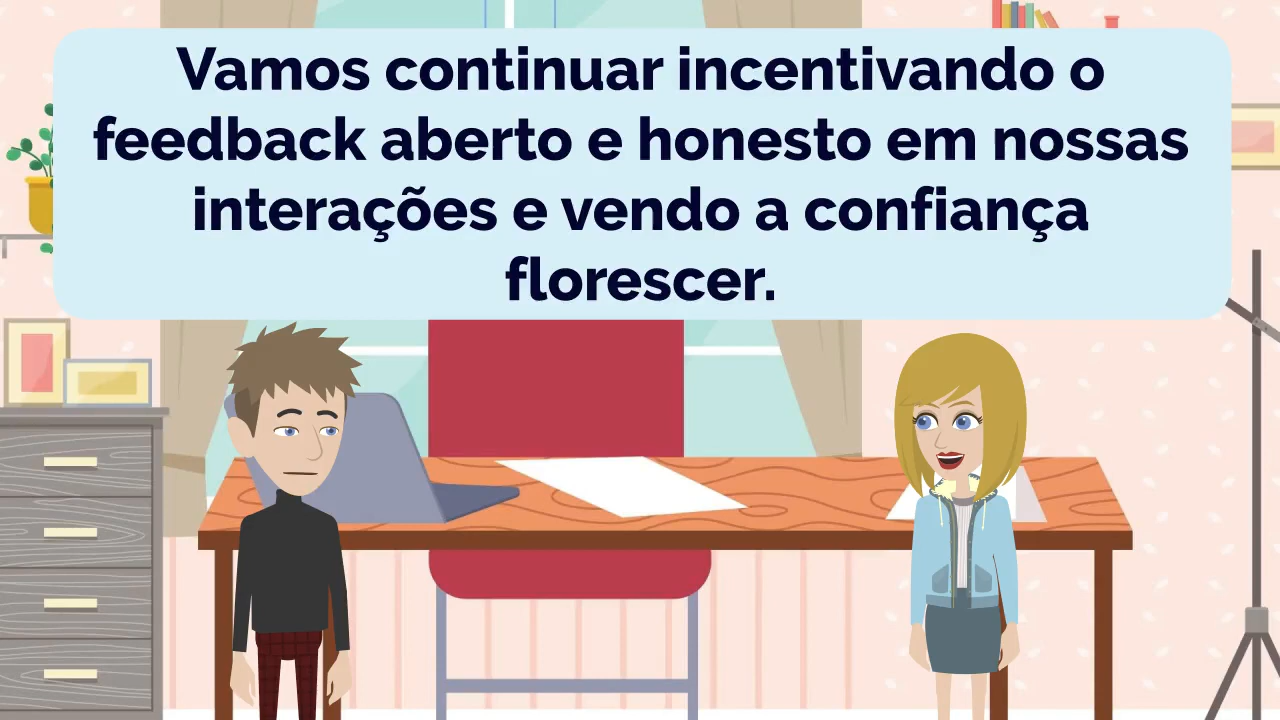 Vamos continuar incentivando o
feedback aberto e honesto em nossas
interações e vendo a confiança
florescer.